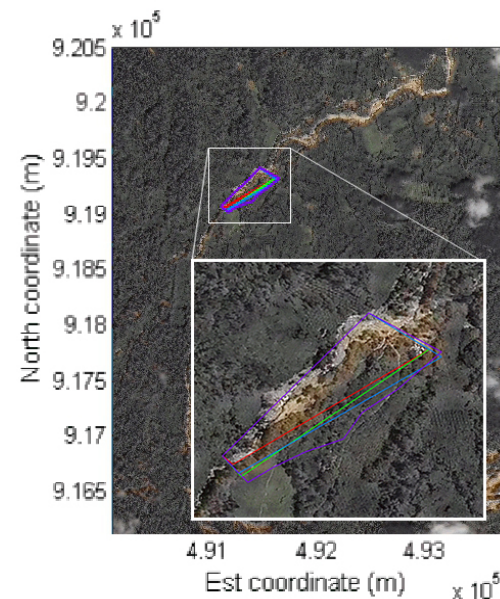 x 10^5
9.205
9.2
9.195
9.19
9.185
9.18
9.175
9.17
9.165
North coordinate (m)
4.91 4.92 4.93
Est coordinate (m)
x 10^5